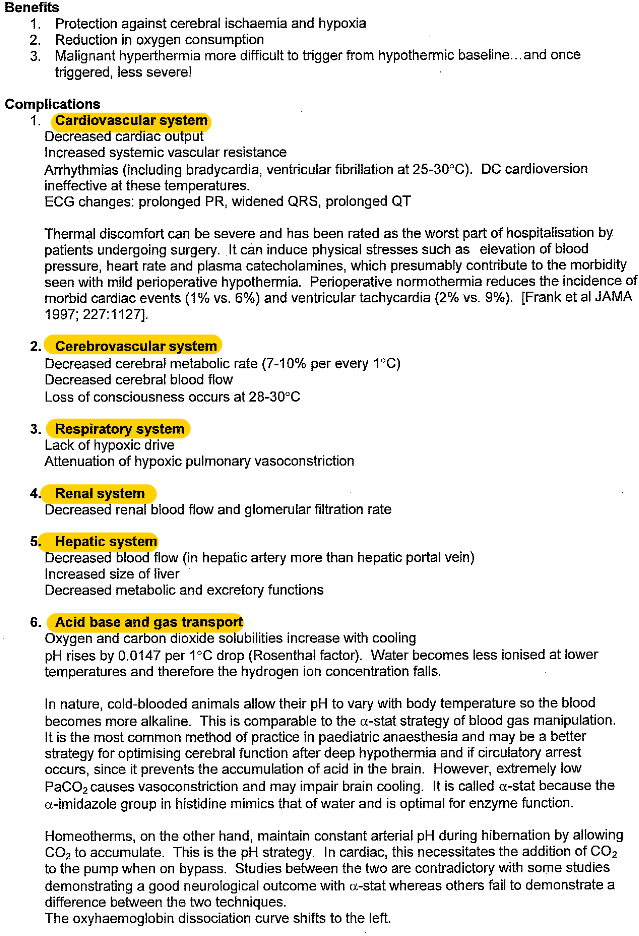 Benefits
1. Protection against cerebral ischaemia and hypoxia
2. Reduction in oxygen consumption
3. Malignant hyperthermia more difficult to trigger from hypothermic baseline…and once
triggered, less severe!
Complications
1. Cardiovascular system
Decreased cardiac output
Increased systemic vascular resistance
Arrhythmias (including bradycardia, ventricular fibrillation at 25-30°C). DC cardioversion
ineffective at these temperatures.
ECG changes: prolonged PR, widened QRS, prolonged QT
Thermal discomfort can be severe and has been rated as the worst part of hospitalisation by
patients undergoing surgery. It can induce physical stresses such as elevation of blood
pressure, heart rate and plasma catecholamines, which presumably contribute to the morbidity
seen with mild perioperative hypothermia. Perioperative normothermia reduces the incidence of
morbid cardiac events (1% vs. 6%) and ventricular tachycardia (2% vs. 9%). [Frank et al JAMA
1997; 227:1127].
2. Cerebrovascular system
Decreased cerebral metabolic rate (7-10% per every 1°C)
Decreased cerebral blood flow
Loss of consciousness occurs at 28-30°C
3. Respiratory system
Lack of hypoxic drive
Attenuation of hypoxic pulmonary vasoconstriction
4. Renal system
Decreased renal blood flow and glomerular filtration rate
5. Hepatic system
Decreased blood flow (in hepatic artery more than hepatic portal vein)
Increased size of liver
Decreased metabolic and excretory functions
6. Acid base and gas transport
Oxygen and carbon dioxide solubilities increase with cooling
pH rises by 0.0147 per 1°C drop (Rosenthal factor). Water becomes less ionised at lower
temperatures and therefore the hydrogen ion concentration falls.
In nature, cold-blooded animals allow their pH to vary with body temperature so the blood
becomes more alkaline. This is comparable to the α-stat strategy of blood gas manipulation.
It is the most common method of practice in paediatric anaesthesia and may be a better
strategy for optimising cerebral function after deep hypothermia and if circulatory arrest
occurs, since it prevents the accumulation of acid in the brain. However, extremely low
PaCO₂ causes vasoconstriction and may impair brain cooling. It is called α-stat because the
α-imidazole group in histidine mimics that of water and is optimal for enzyme function.
Homeotherms, on the other hand, maintain constant arterial pH during hibernation by allowing
CO₂ to accumulate. This is the pH strategy. In cardiac, this necessitates the addition of CO₂
to the pump when on bypass. Studies between the two are contradictory with some studies
demonstrating a good neurological outcome with α-stat whereas others fail to demonstrate a
difference between the two techniques.
The oxyhaemoglobin dissociation curve shifts to the left.